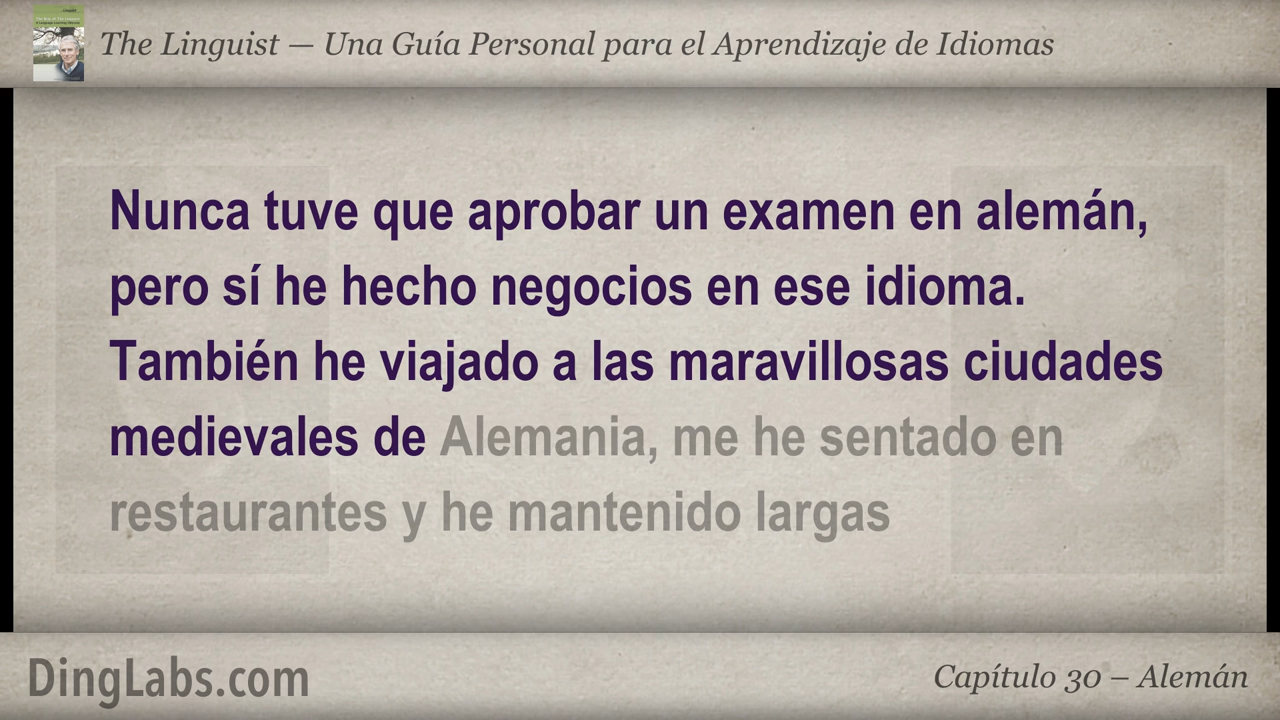 The Linguist — Una Guía Personal para el Aprendizaje de Idiomas
Nunca tuve que aprobar un examen en alemán,
pero sí he hecho negocios en ese idioma.
También he viajado a las maravillosas ciudades
medievales de Alemania, me he sentado en
restaurantes y he mantenido largas
DingLabs.com
Capítulo 30 – Alemán